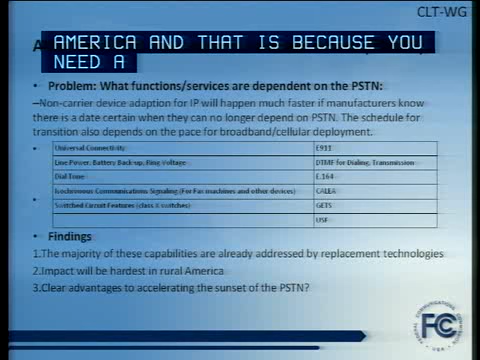 CLT-WG
AMERICA AND THAT IS BECAUSE YOU
NEED A
• Problem: What functions/services are dependent on the PSTN:
–Non-carrier device adaption for IP will happen much faster if manufacturers know
there is a date certain when they can no longer depend on PSTN. The schedule for
transition also depends on the pace for broadband/cellular deployment.
Universal Connectivity E911
Line Power, Battery Back-up, Ring Voltage DTMF for Dialing, Transmission
Dial Tone E.164
Isochronous Communications Signaling (For Fax machines and other devices) CALEA
Switched Circuit Features (class X switches) GETS
USF
• Findings
1.The majority of these capabilities are already addressed by replacement technologies
2.Impact will be hardest in rural America
3.Clear advantages to accelerating the sunset of the PSTN?
FCC
USA